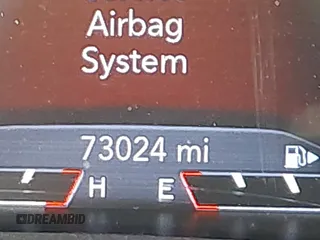 Airbag
System
73024 mi
H E
DREAMBID